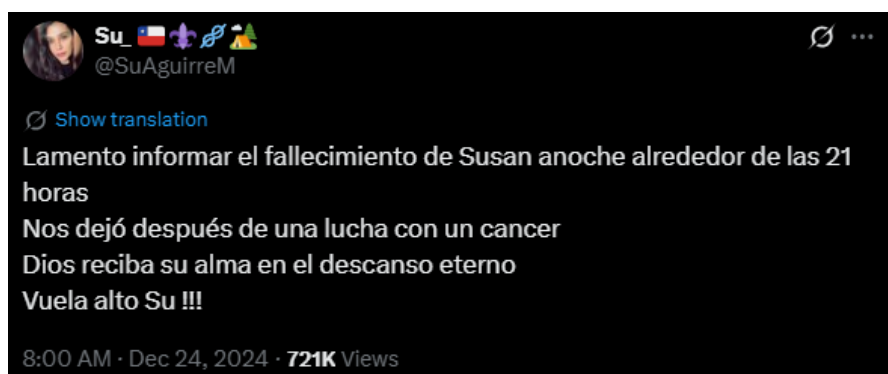 Su_ 🇨🇱⚜️🧬🏕️
@SuAguirreM
Show translation
Lamento informar el fallecimiento de Susan anoche alrededor de las 21
horas
Nos dejó después de una lucha con un cancer
Dios reciba su alma en el descanso eterno
Vuela alto Su !!!
8:00 AM · Dec 24, 2024 · 721K Views